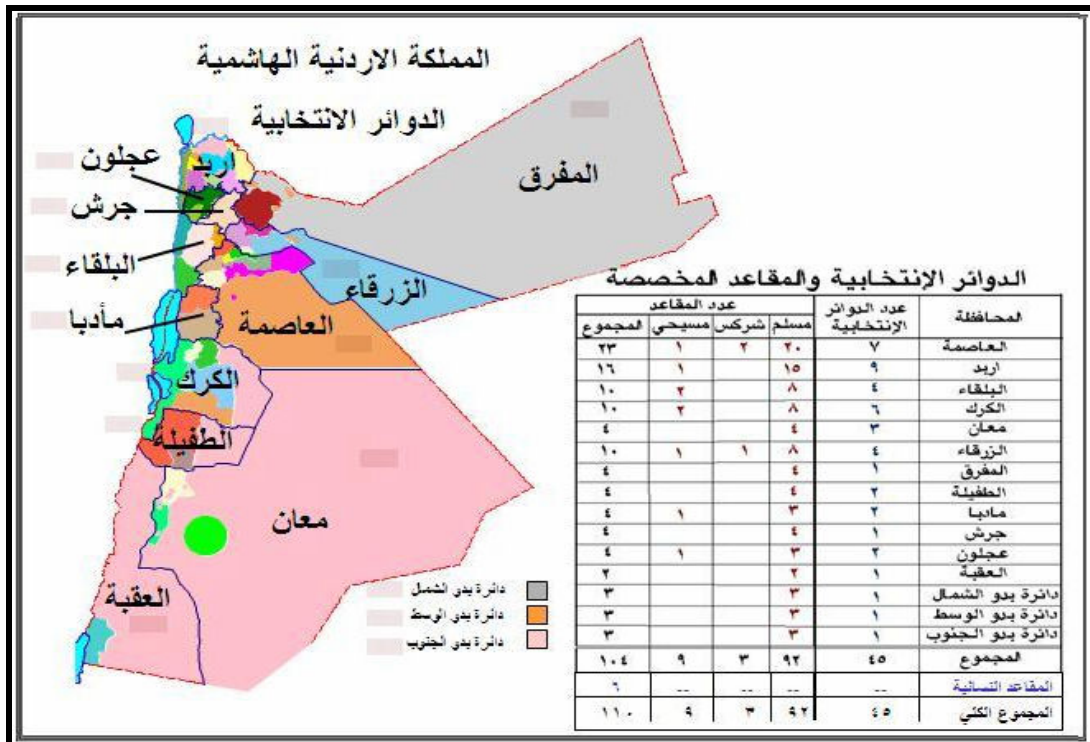 المملكة الاردنية الهاشمية
الدوائر الانتخابية
اربد
عجلون
جرش
المفرق
البلقاء
الزرقاء
مأدبا
العاصمة
الكرك
الطفيلة
معان
العقبة
دائرة بدو الشمال
دائرة بدو الوسط
دائرة بدو الجنوب
الدوائر الإنتخابية والمقاعد المخصصة
المحافظة عدد الدوائر الإنتخابية عدد المقاعد
مسلم شركس مسيحي المجموع
العاصمة ٧ ٢٠ ٢ ١ ٢٣
اربد ٩ ١٥ ١ ١٦
البلقاء ٤ ٨ ٢ ١٠
الكرك ٦ ٨ ٢ ١٠
معان ٣ ٤ ٤
الزرقاء ٤ ٨ ١ ١ ١٠
المفرق ١ ٤ ٤
الطفيلة ٢ ٤ ٤
مادبا ٢ ٣ ١ ٤
جرش ١ ٤ ٤
عجلون ٢ ٣ ١ ٤
العقبة ١ ٢ ٢
دائرة بدو الشمال ١ ٣ ٣
دائرة بدو الوسط ١ ٣ ٣
دائرة بدو الجنوب ١ ٣ ٣
المجموع ٤٥ ٩٢ ٣ ٩ ١٠٤
المقاعد النسائية -- -- -- -- ٦
المجموع الكلي ٤٥ ٩٢ ٣ ٩ ١١٠